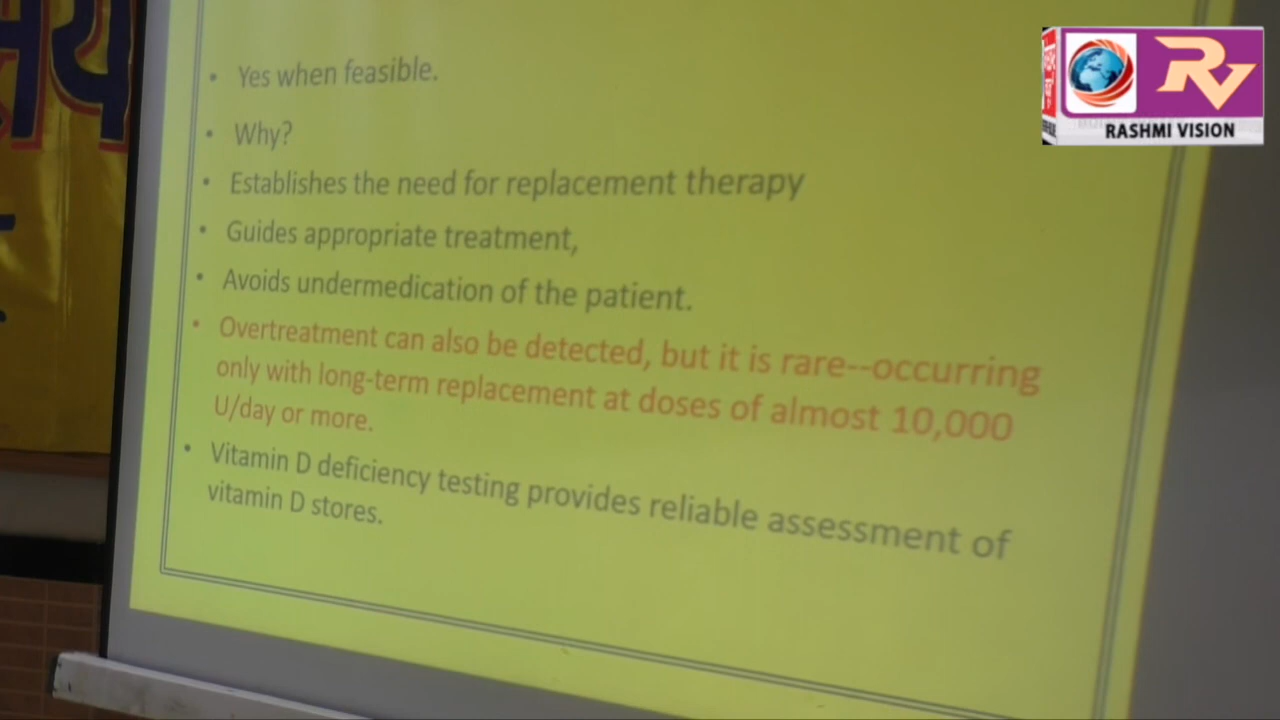 • Yes when feasible.
• Why?
• Establishes the need for replacement therapy
• Guides appropriate treatment,
• Avoids undermedication of the patient.
• Overtreatment can also be detected, but it is rare--occurring
only with long-term replacement at doses of almost 10,000
U/day or more.
• Vitamin D deficiency testing provides reliable assessment of
vitamin D stores.
RV
RASHMI VISION